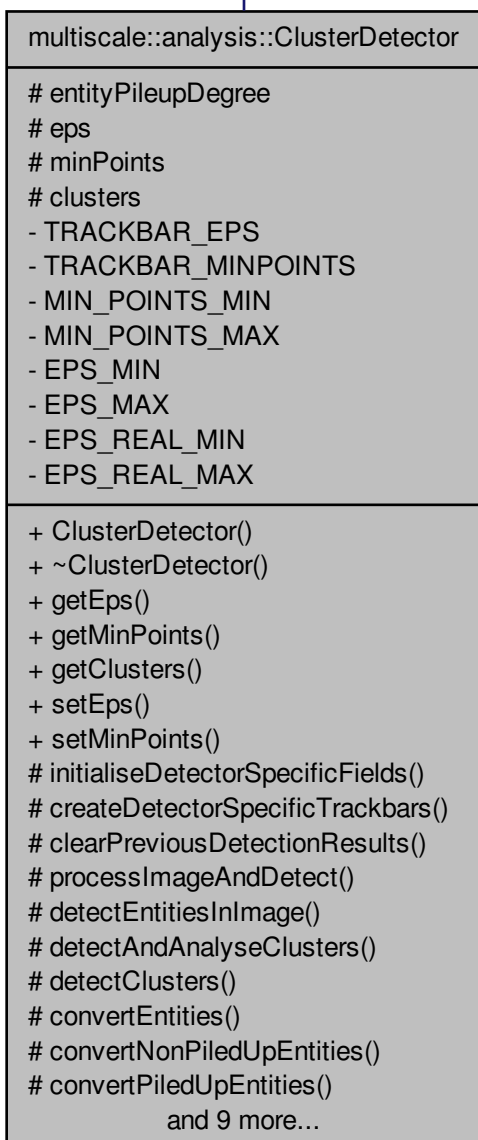 multiscale::analysis::ClusterDetector
# entityPileupDegree
# eps
# minPoints
# clusters
- TRACKBAR_EPS
- TRACKBAR_MINPOINTS
- MIN_POINTS_MIN
- MIN_POINTS_MAX
- EPS_MIN
- EPS_MAX
- EPS_REAL_MIN
- EPS_REAL_MAX
+ ClusterDetector()
+ ~ClusterDetector()
+ getEps()
+ getMinPoints()
+ getClusters()
+ setEps()
+ setMinPoints()
# initialiseDetectorSpecificFields()
# createDetectorSpecificTrackbars()
# clearPreviousDetectionResults()
# processImageAndDetect()
# detectEntitiesInImage()
# detectAndAnalyseClusters()
# detectClusters()
# convertEntities()
# convertNonPiledUpEntities()
# convertPiledUpEntities()
and 9 more...